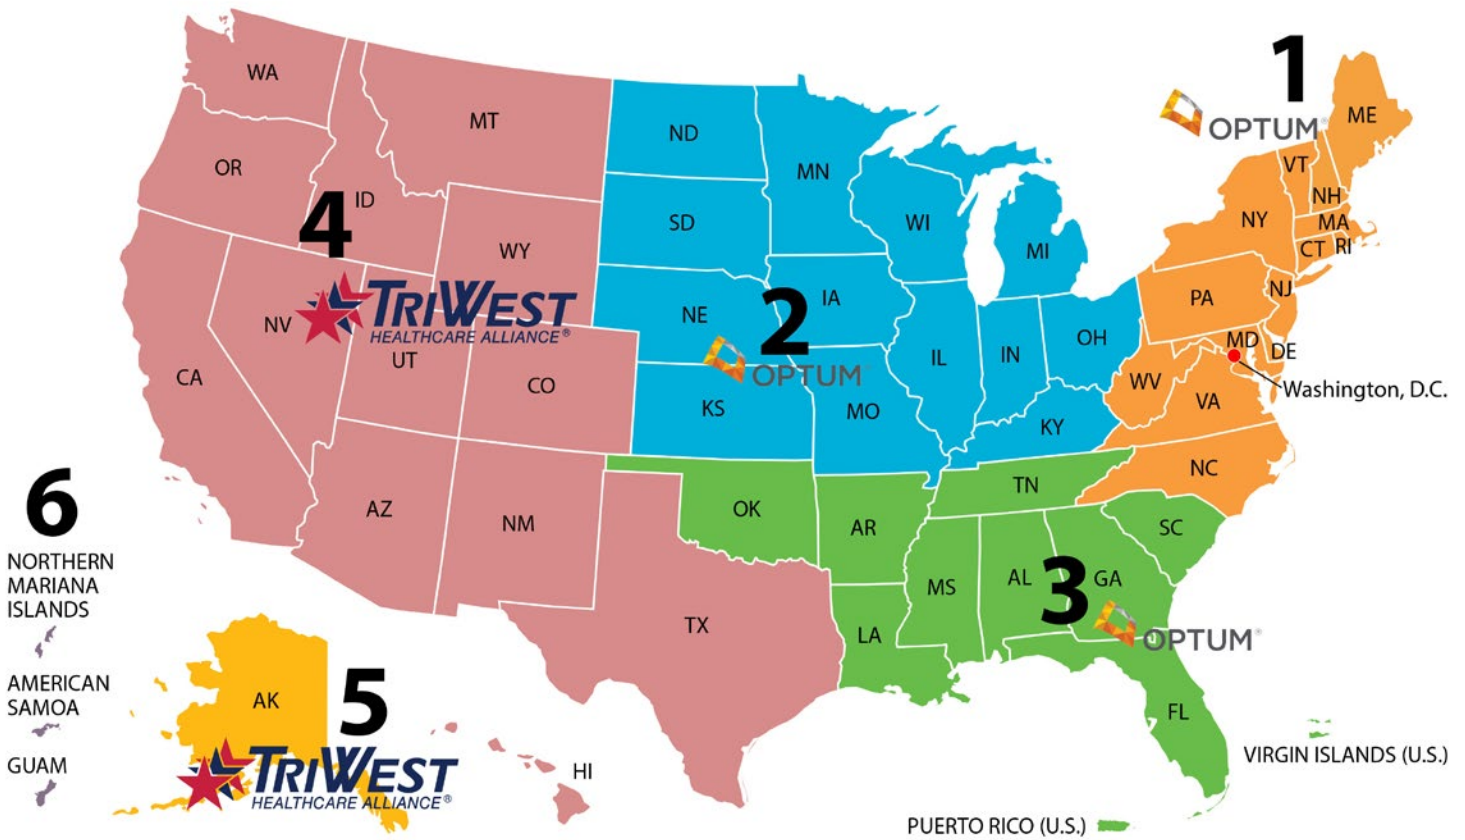 1
OPTUM®
ME
VT
NH
NY
MA
CT
RI
PA
NJ
MD
DE
WV
VA
Washington, D.C.
NC
WA
MT
OR
ID
4
WY
TRIWEST
HEALTHCARE ALLIANCE®
NV
UT
CA
CO
AZ
NM
TX
HI
ND
MN
SD
WI
MI
NE
2
IA
OPTUM
IL
IN
OH
KS
MO
KY
OK
AR
TN
SC
MS
AL
3
GA
OPTUM®
LA
FL
VIRGIN ISLANDS (U.S.)
PUERTO RICO (U.S.)
6
NORTHERN
MARIANA
ISLANDS
AMERICAN
SAMOA
GUAM
AK
5
TRIWEST
HEALTHCARE ALLIANCE®